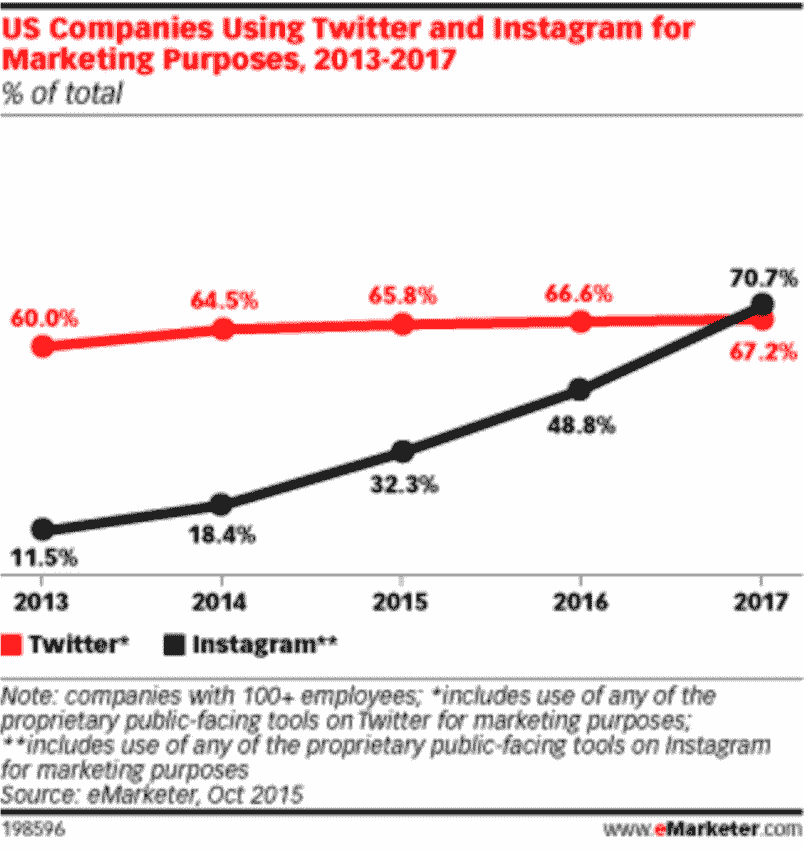 US Companies Using Twitter and Instagram for
Marketing Purposes, 2013-2017
% of total
70.7%
60.0%
64.5%
65.8%
66.6%
67.2%
11.5%
18.4%
32.3%
48.8%
2013
2014
2015
2016
2017
Twitter*
Instagram**
Note: companies with 100+ employees; *includes use of any of the
proprietary public-facing tools on Twitter for marketing purposes;
**includes use of any of the proprietary public-facing tools on Instagram
for marketing purposes
Source: eMarketer, Oct 2015
198596
www.eMarketer.com